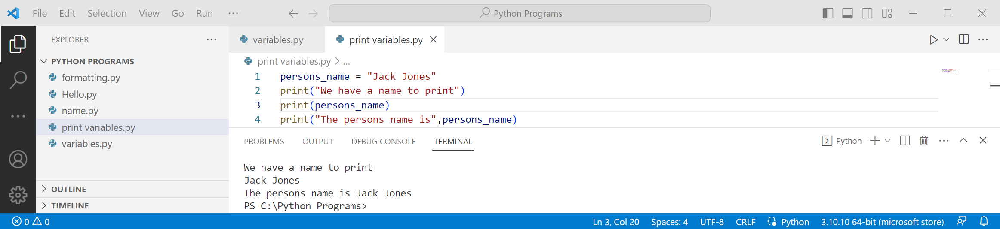 File Edit Selection View Go Run ... Python Programs
EXPLORER ...
PYTHON PROGRAMS
formatting.py
Hello.py
name.py
print variables.py
variables.py
OUTLINE
TIMELINE
variables.py print variables.py
print variables.py > ...
1 persons_name = "Jack Jones"
2 print("We have a name to print")
3 print(persons_name)
4 print("The persons name is",persons_name)
PROBLEMS OUTPUT DEBUG CONSOLE TERMINAL Python
We have a name to print
Jack Jones
The persons name is Jack Jones
PS C:\Python Programs>
0 0 Ln 3, Col 20 Spaces: 4 UTF-8 CRLF {} Python 3.10.10 64-bit (microsoft store)